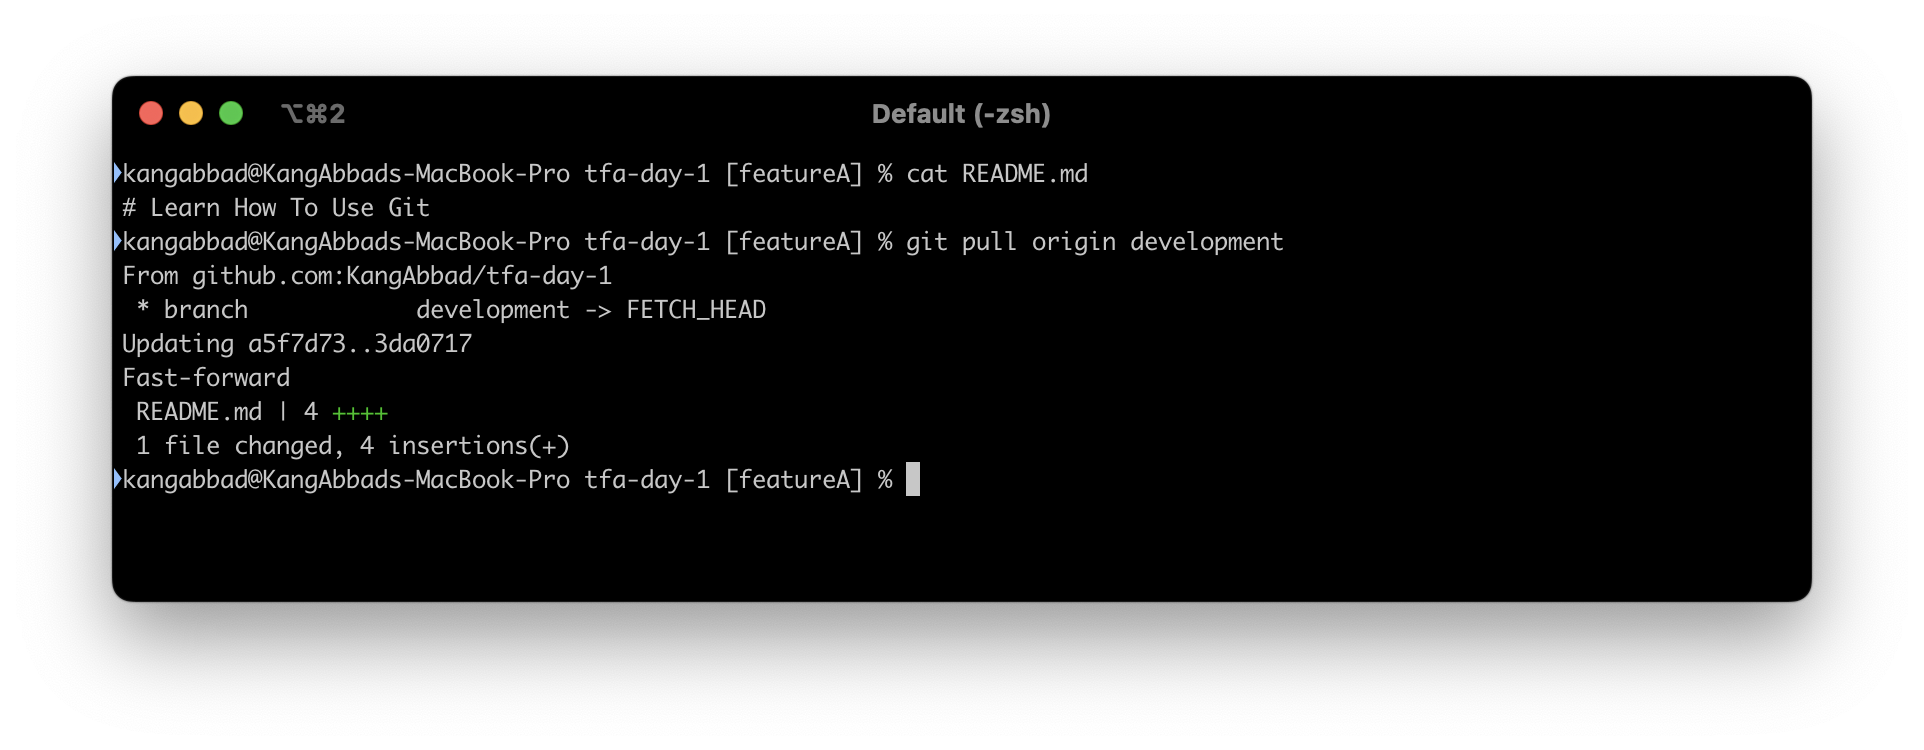 ⌥⌘2
Default (-zsh)
kangabbad@KangAbbads-MacBook-Pro tfa-day-1 [featureA] % cat README.md
# Learn How To Use Git
kangabbad@KangAbbads-MacBook-Pro tfa-day-1 [featureA] % git pull origin development
From github.com:KangAbbad/tfa-day-1
 * branch            development -> FETCH_HEAD
Updating a5f7d73..3da0717
Fast-forward
 README.md | 4 ++++
 1 file changed, 4 insertions(+)
kangabbad@KangAbbads-MacBook-Pro tfa-day-1 [featureA] %